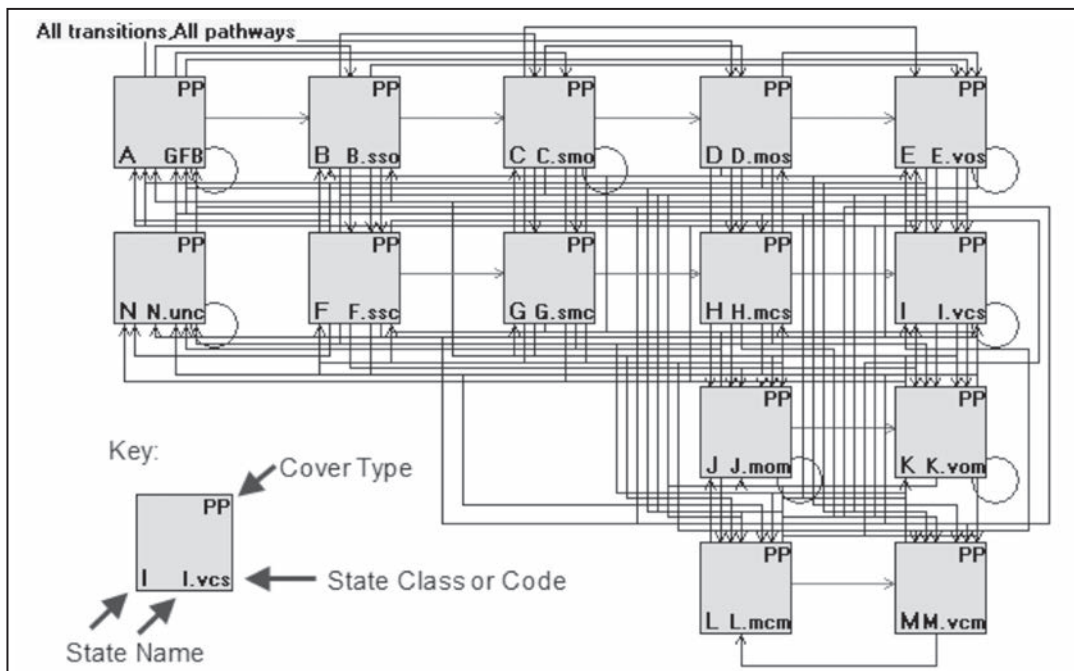 All transitions,All pathways
PP PP PP PP PP
A GFB B B.sso C C.smo D D.mos E E.vos
PP PP PP PP PP
N N.unc F F.ssc G G.smc H H.mcs I I.vcs
PP PP
J J.mom K K.vom
Key:
Cover Type
PP
I I.vcs
State Class or Code
State Name
PP PP
L L.mcm M M.vcm